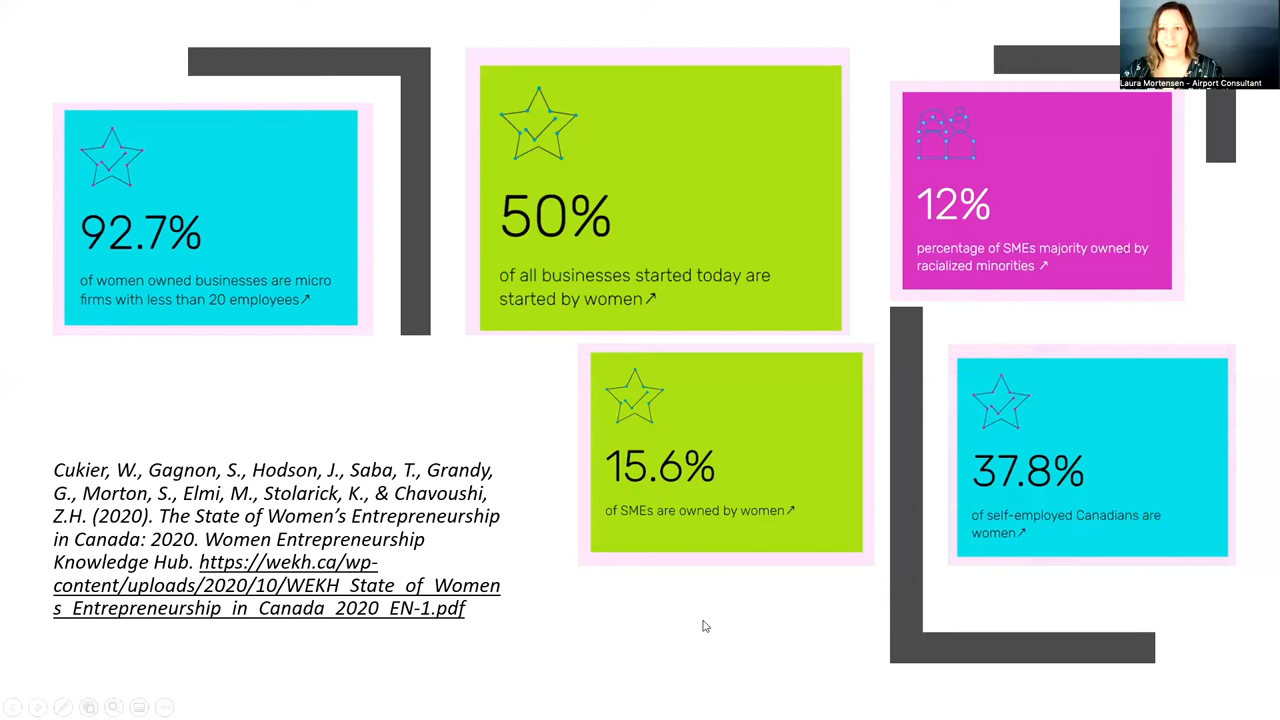 Laura Mortensen - Airport Consultant
92.7%
of women owned businesses are micro
firms with less than 20 employees↗
50%
of all businesses started today are
started by women↗
12%
percentage of SMEs majority owned by
racialized minorities ↗
15.6%
of SMEs are owned by women↗
37.8%
of self-employed Canadians are
women↗
Cukier, W., Gagnon, S., Hodson, J., Saba, T., Grandy,
G., Morton, S., Elmi, M., Stolarick, K., & Chavoushi,
Z.H. (2020). The State of Women’s Entrepreneurship
in Canada: 2020. Women Entrepreneurship
Knowledge Hub. https://wekh.ca/wp-
content/uploads/2020/10/WEKH_State_of_Women
s_Entrepreneurship_in_Canada_2020_EN-1.pdf